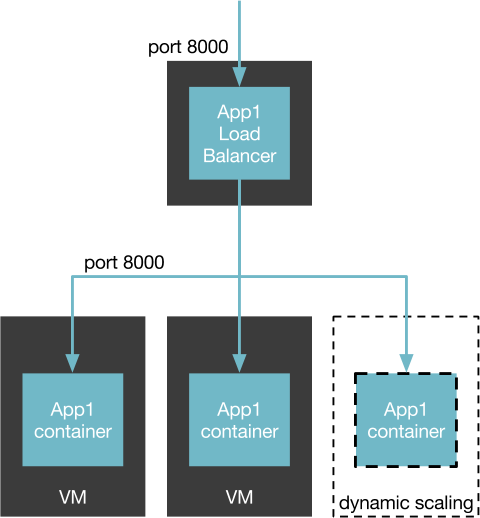 port 8000
App1
Load
Balancer
port 8000
App1
container
VM
App1
container
VM
App1
container
dynamic scaling